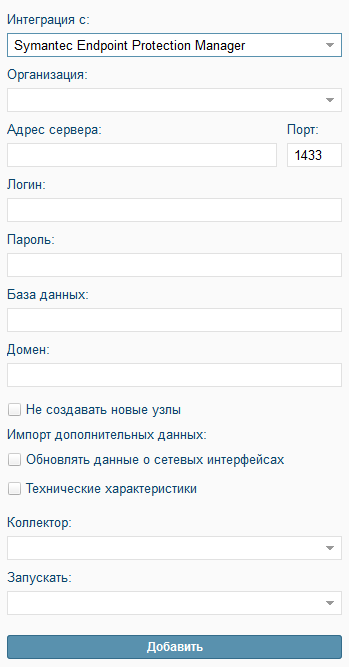 Интеграция с:
Symantec Endpoint Protection Manager
Организация:
Адрес сервера: Порт:
1433
Логин:
Пароль:
База данных:
Домен:
Не создавать новые узлы
Импорт дополнительных данных:
Обновлять данные о сетевых интерфейсах
Технические характеристики
Коллектор:
Запускать:
Добавить